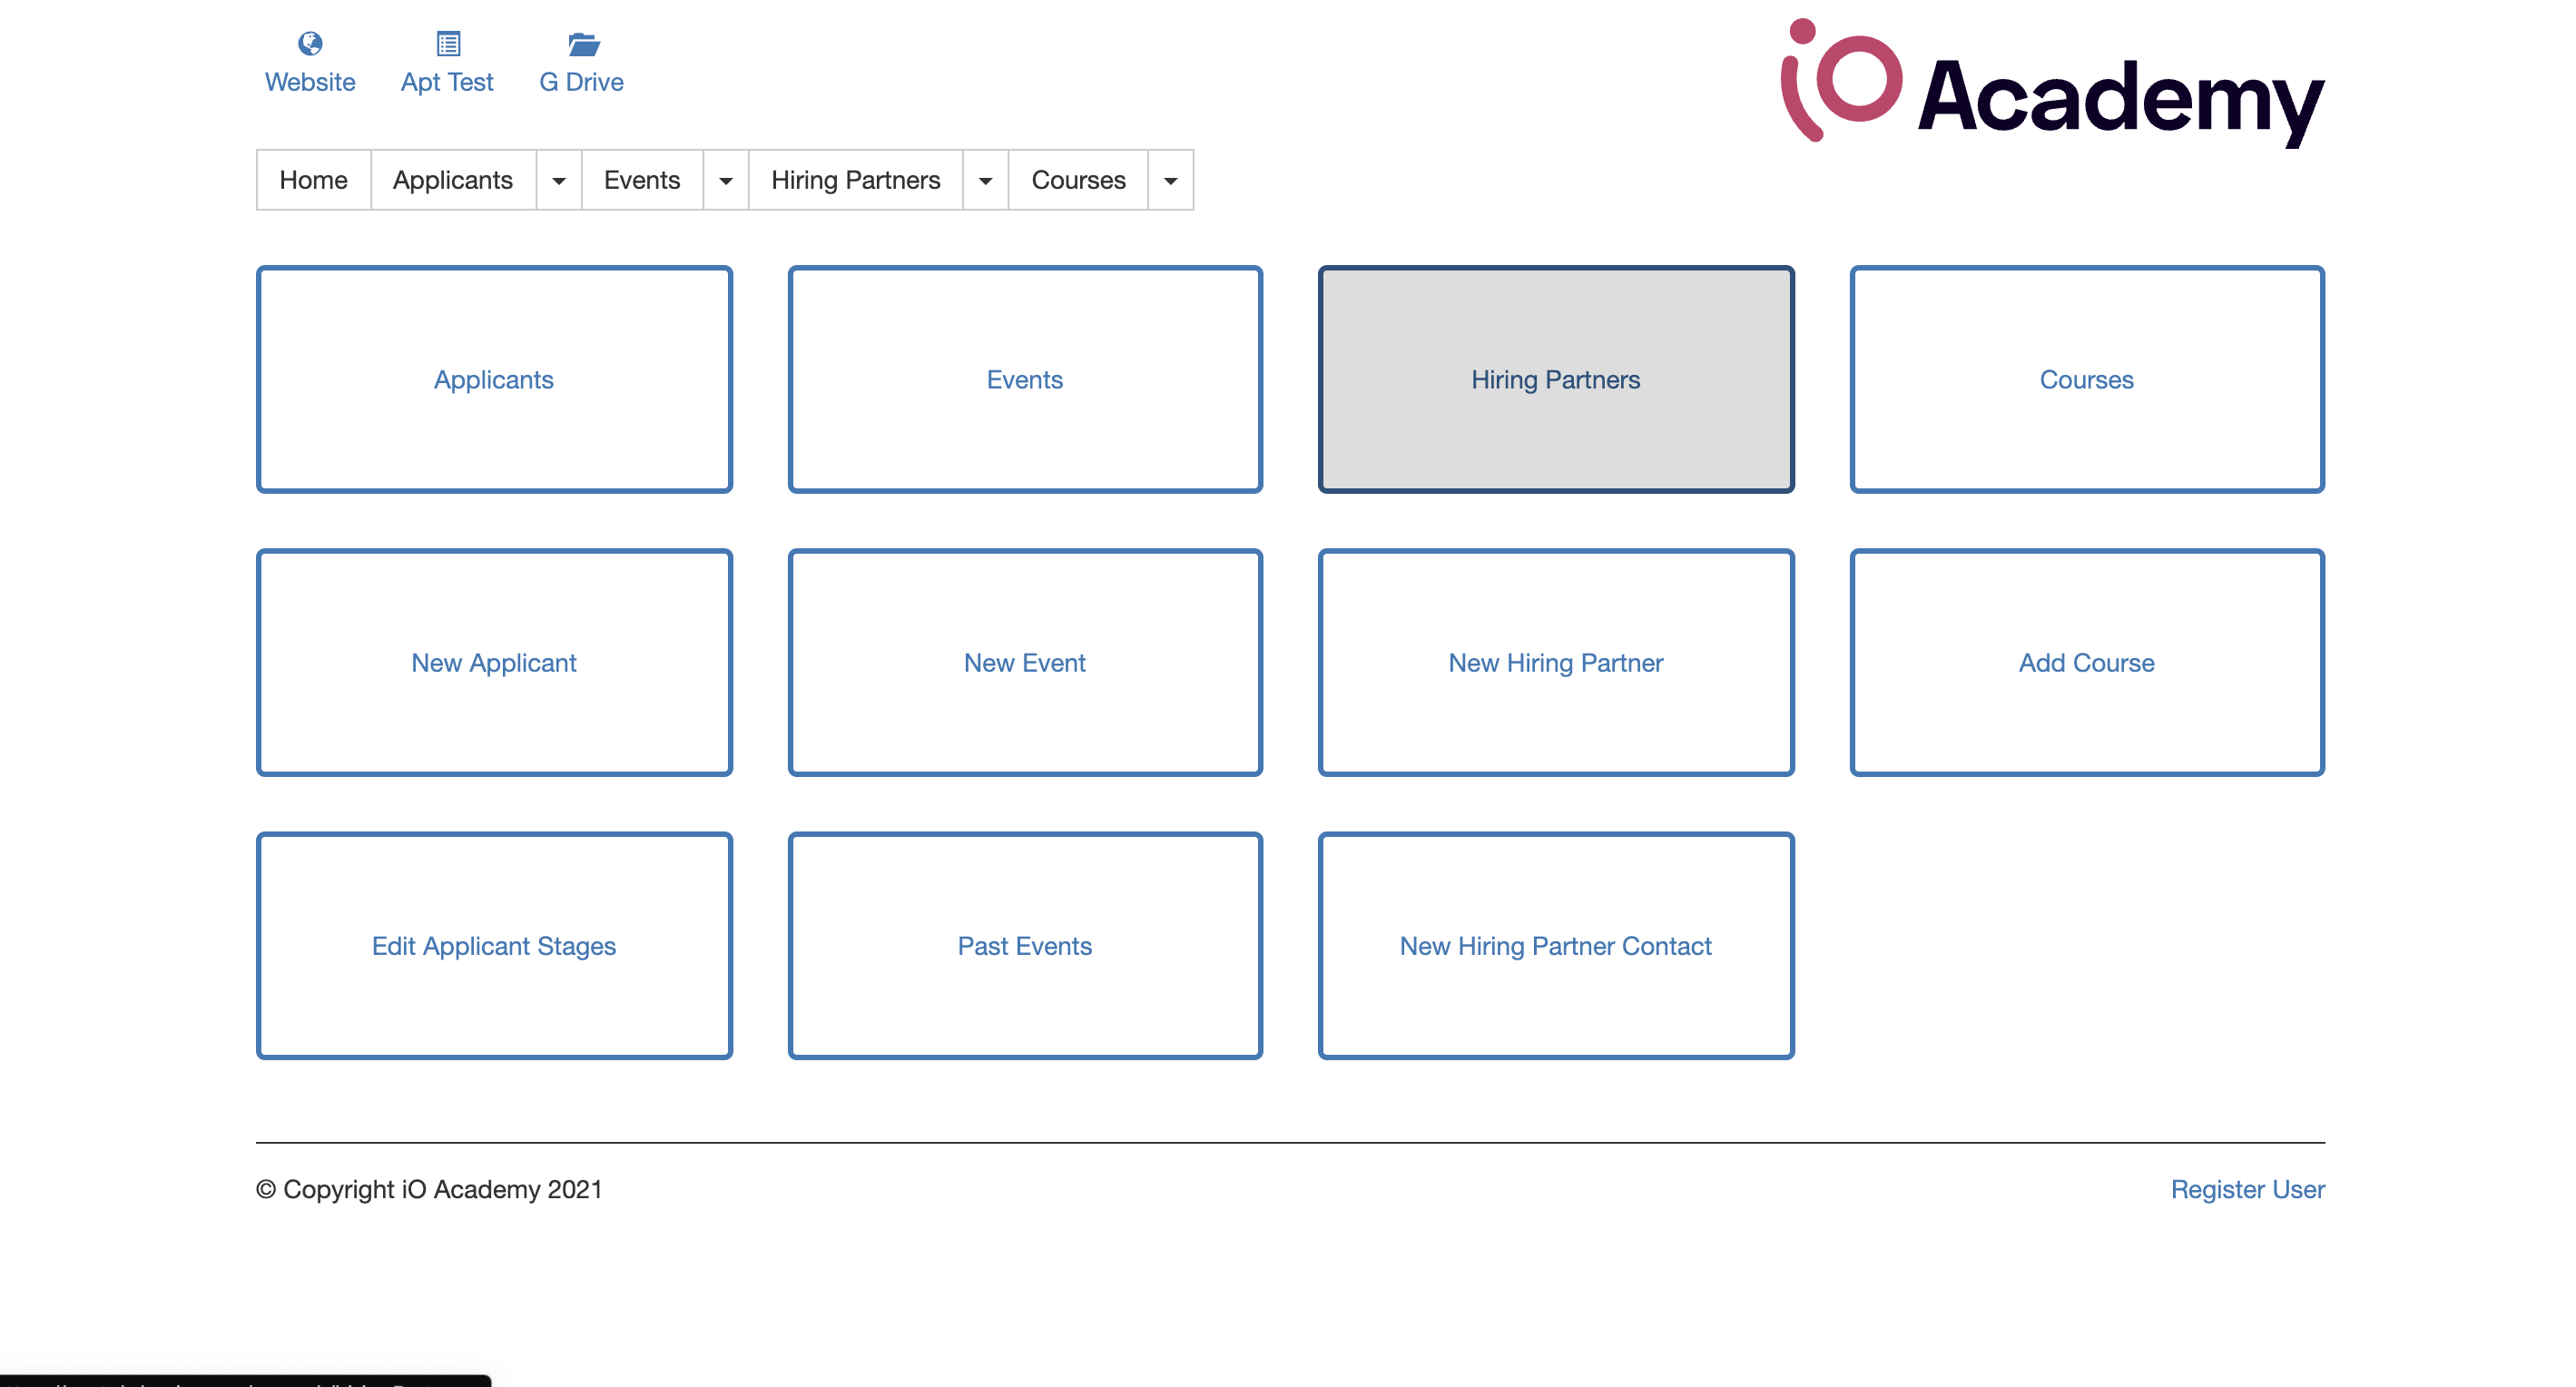 Website Apt Test G Drive
iO Academy
Home Applicants Events Hiring Partners Courses
Applicants Events Hiring Partners Courses
New Applicant New Event New Hiring Partner Add Course
Edit Applicant Stages Past Events New Hiring Partner Contact
© Copyright iO Academy 2021 Register User